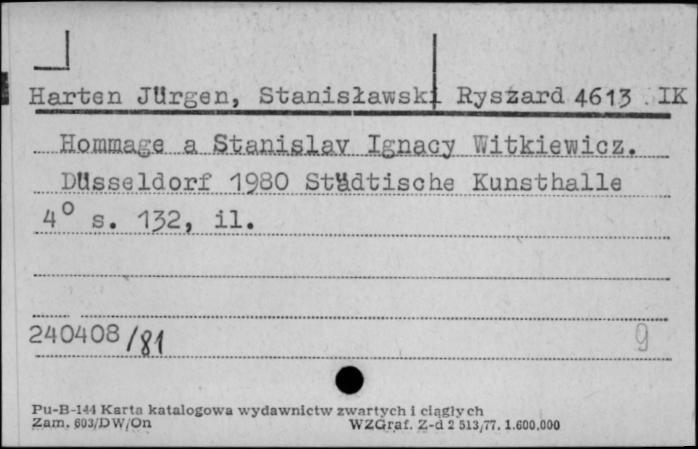 Harten Jürgen, Stanisławski Ryszard 4613 IK
Hommage a Stanislav Ignacy Witkiewicz.
Düsseldorf 1980 Städtische Kunsthalle
4° s. 132, il.
240408/81 9
Pu-B-144 Karta katalogowa wydawnictw zwartych i ciągłych
Zam. 603/DW/On WZGraf. Z-d 2 513/77. 1.600.000